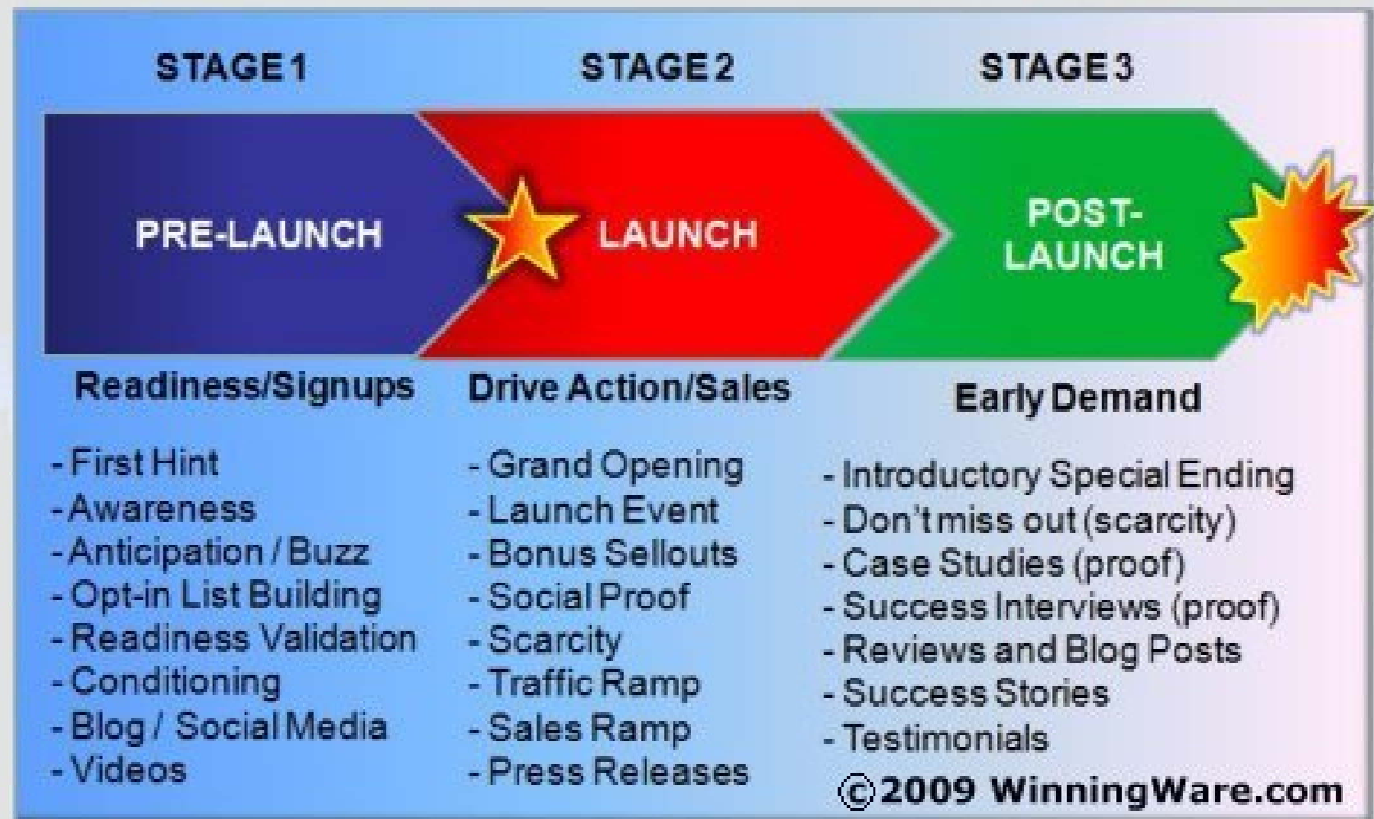 STAGE 1
PRE-LAUNCH
Readiness/Signups
- First Hint
- Awareness
- Anticipation / Buzz
- Opt-in List Building
- Readiness Validation
- Conditioning
- Blog / Social Media
- Videos
STAGE 2
LAUNCH
Drive Action/Sales
- Grand Opening
- Launch Event
- Bonus Sellouts
- Social Proof
- Scarcity
- Traffic Ramp
- Sales Ramp
- Press Releases
STAGE 3
POST-
LAUNCH
Early Demand
- Introductory Special Ending
- Don't miss out (scarcity)
- Case Studies (proof)
- Success Interviews (proof)
- Reviews and Blog Posts
- Success Stories
- Testimonials
©2009 WinningWare.com